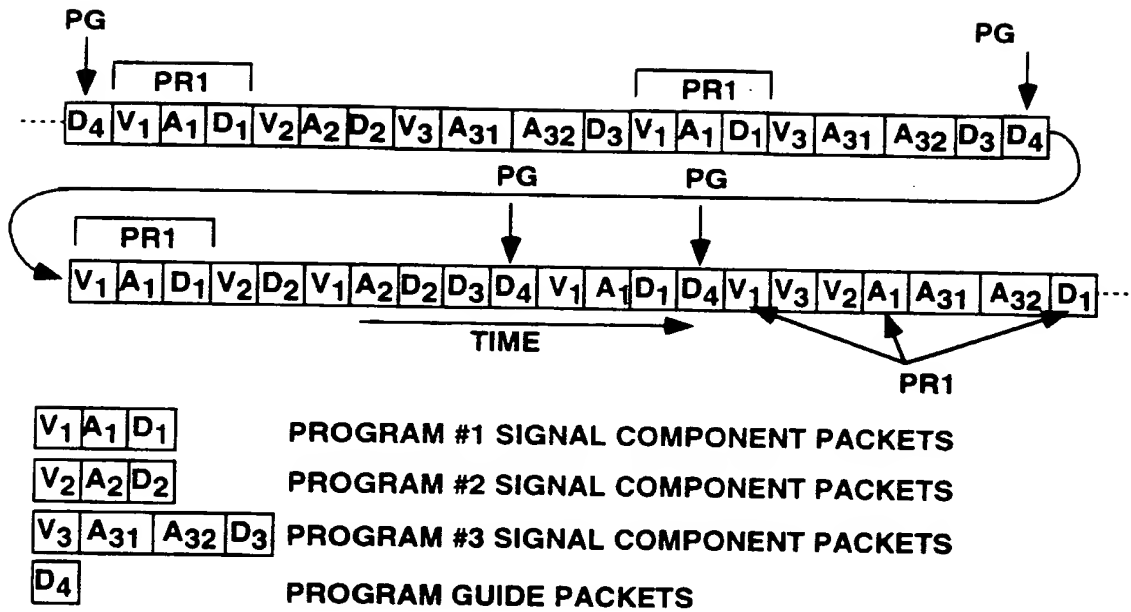 PG PG
PR1 PR1
D4 V1 A1 D1 V2 A2 D2 V3 A31 A32 D3 V1 A1 D1 V3 A31 A32 D3 D4
PG PG
PR1
V1 A1 D1 V2 D2 V1 A2 D2 D3 D4 V1 A1 D1 D4 V1 V3 V2 A1 A31 A32 D1
TIME
PR1
V1 A1 D1 PROGRAM #1 SIGNAL COMPONENT PACKETS
V2 A2 D2 PROGRAM #2 SIGNAL COMPONENT PACKETS
V3 A31 A32 D3 PROGRAM #3 SIGNAL COMPONENT PACKETS
D4 PROGRAM GUIDE PACKETS